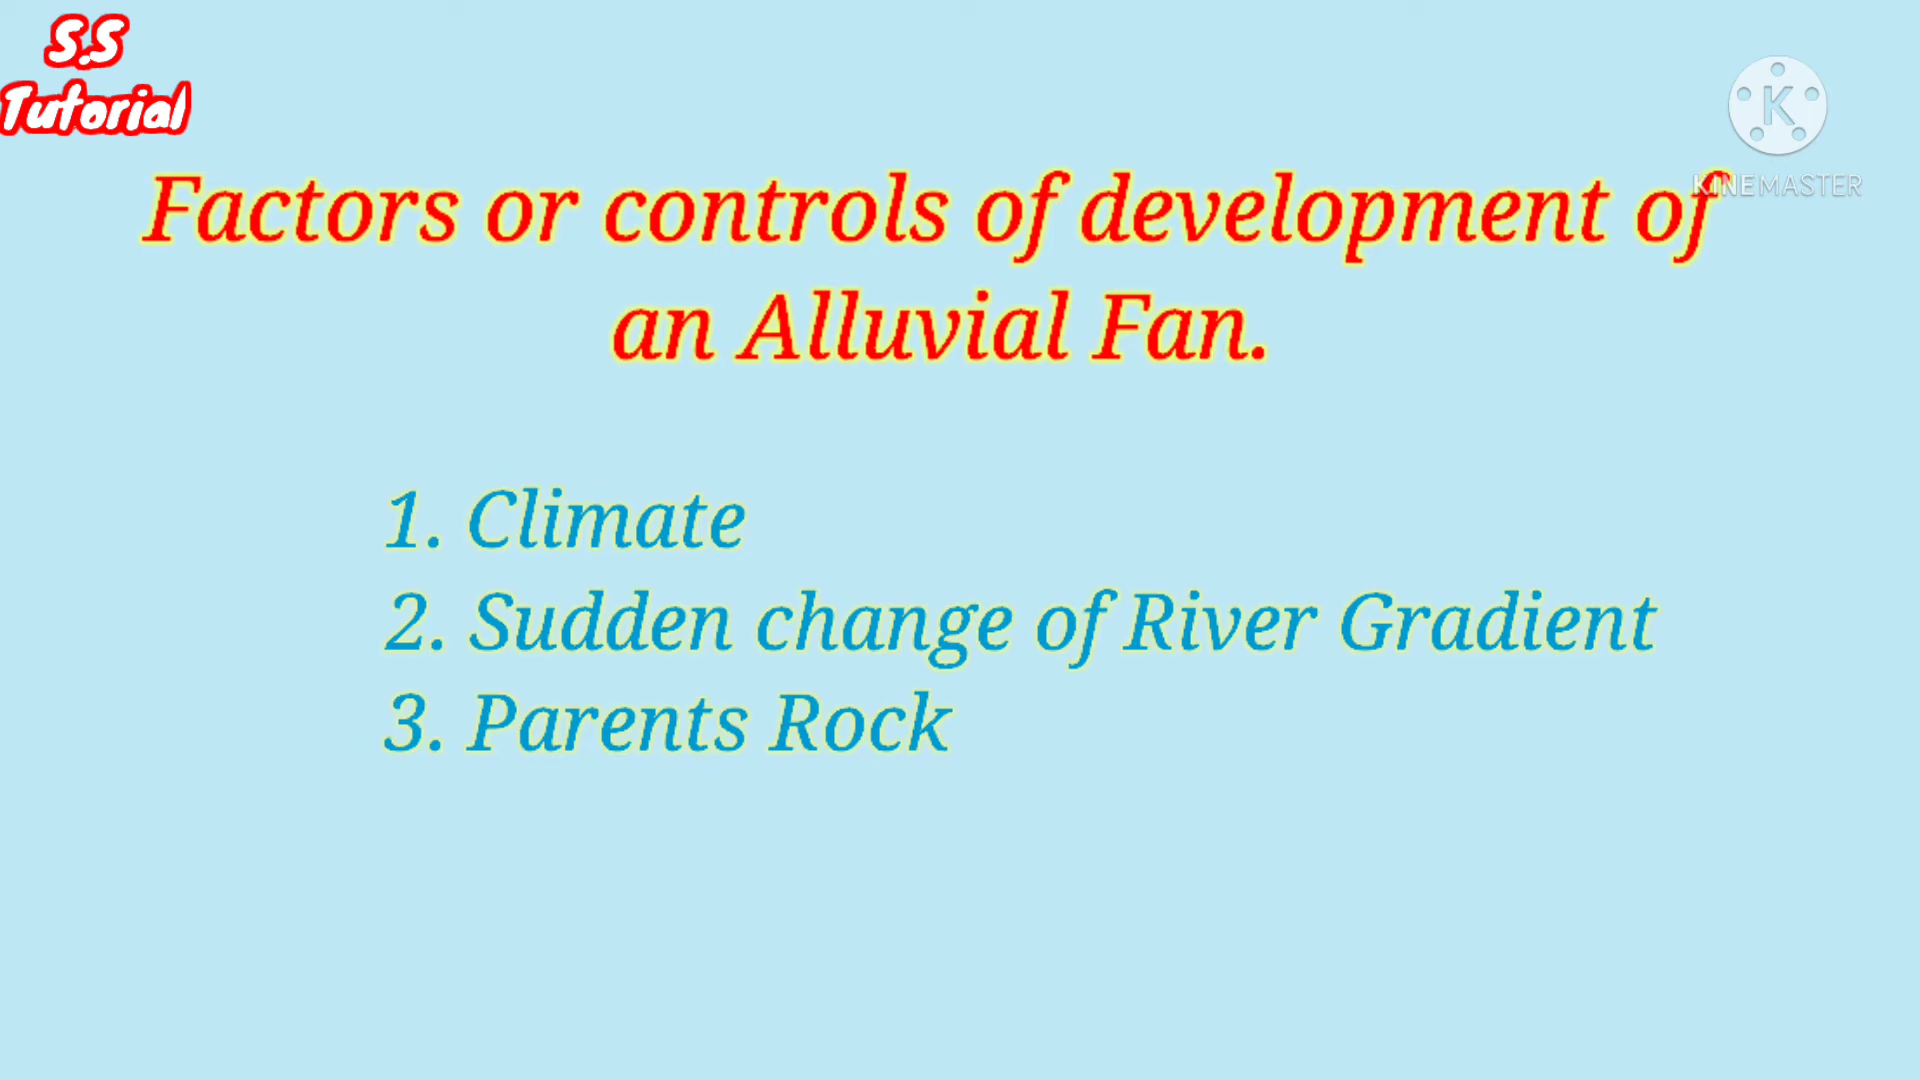 S.S
Tutorial
K
KINEMASTER
Factors or controls of development of
an Alluvial Fan.
1. Climate
2. Sudden change of River Gradient
3. Parents Rock